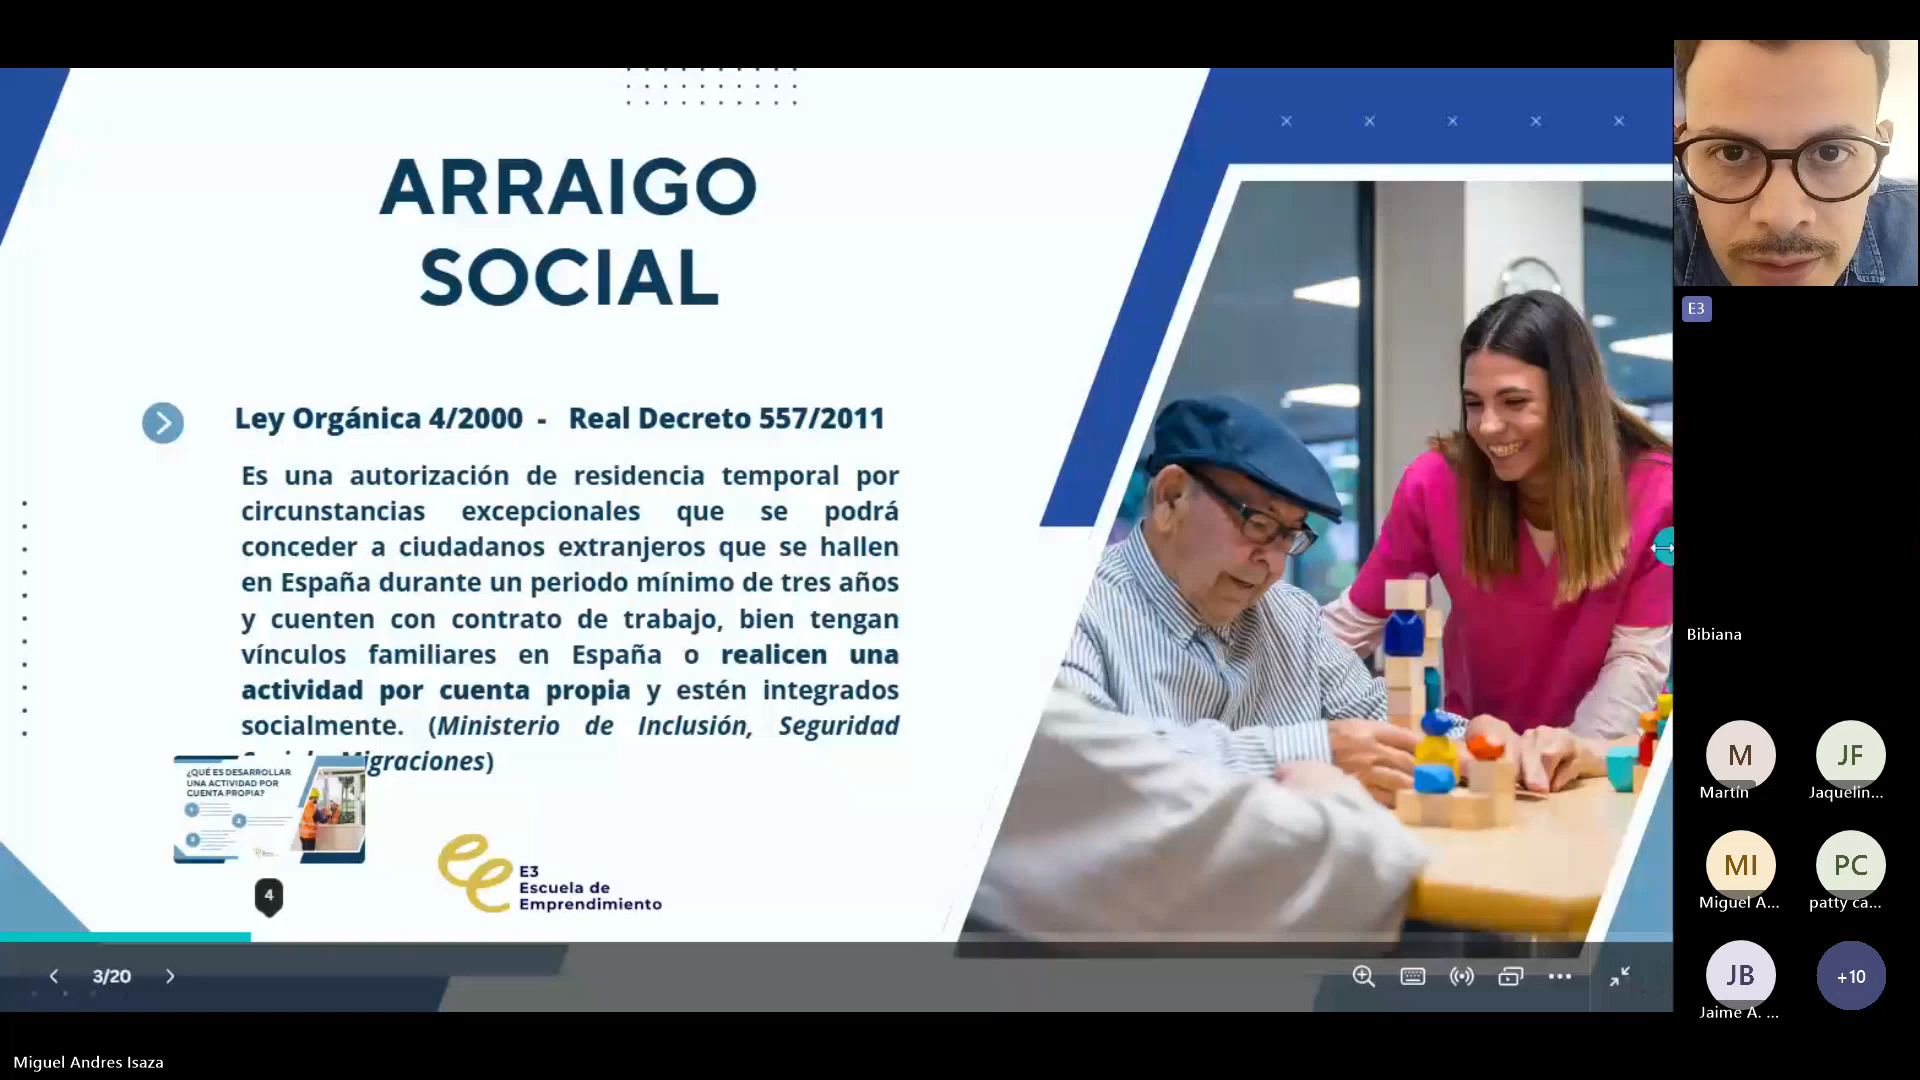 ARRAIGO
SOCIAL
Ley Orgánica 4/2000 - Real Decreto 557/2011
Es una autorización de residencia temporal por
circunstancias excepcionales que se podrá
conceder a ciudadanos extranjeros que se hallen
en España durante un periodo mínimo de tres años
y cuenten con contrato de trabajo, bien tengan
vínculos familiares en España o realicen una
actividad por cuenta propia y estén integrados
socialmente. (Ministerio de Inclusión, Seguridad
Migraciones)
¿QUÉ ES DESARROLLAR
UNA ACTIVIDAD POR
CUENTA PROPIA?
1
2
3
4
E3
Escuela de
Emprendimiento
3/20
Miguel Andres Isaza
E3
Bibiana
M
Martín
JF
Jaquelin...
MI
Miguel A...
PC
patty ca...
JB
Jaime A. ...
+10